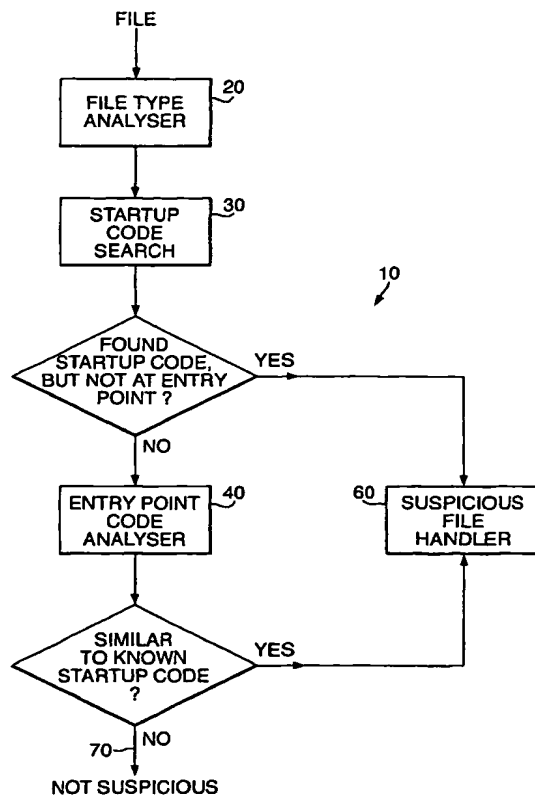 FILE
20
FILE TYPE
ANALYSER
30
STARTUP
CODE
SEARCH
10
FOUND
STARTUP CODE,
BUT NOT AT ENTRY
POINT ?
YES
NO
40
ENTRY POINT
CODE
ANALYSER
60
SUSPICIOUS
FILE
HANDLER
SIMILAR
TO KNOWN
STARTUP CODE
?
YES
70
NO
NOT SUSPICIOUS